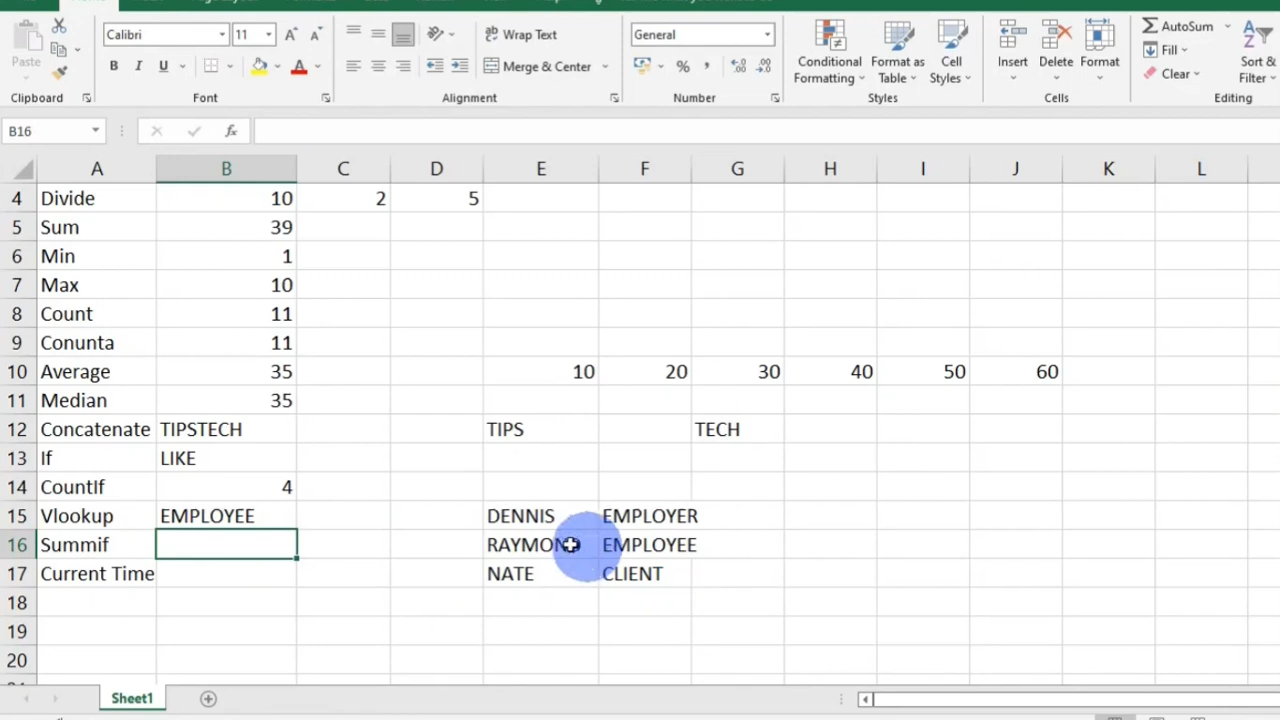 Calibri 11 Wrap Text General AutoSum
Paste Merge & Center Conditional Formatting Format as Table Cell Styles Insert Delete Format Fill Clear Sort & Filter
Clipboard Font Alignment Number Styles Cells Editing
B16 fx
A B C D E F G H I J K L
4 Divide 10 2 5
5 Sum 39
6 Min 1
7 Max 10
8 Count 11
9 Conunta 11
10 Average 35 10 20 30 40 50 60
11 Median 35
12 Concatenate TIPSTECH TIPS TECH
13 If LIKE
14 CountIf 4
15 Vlookup EMPLOYEE DENNIS EMPLOYER
16 Summif RAYMOND EMPLOYEE
17 Current Time NATE CLIENT
18
19
20
Sheet1